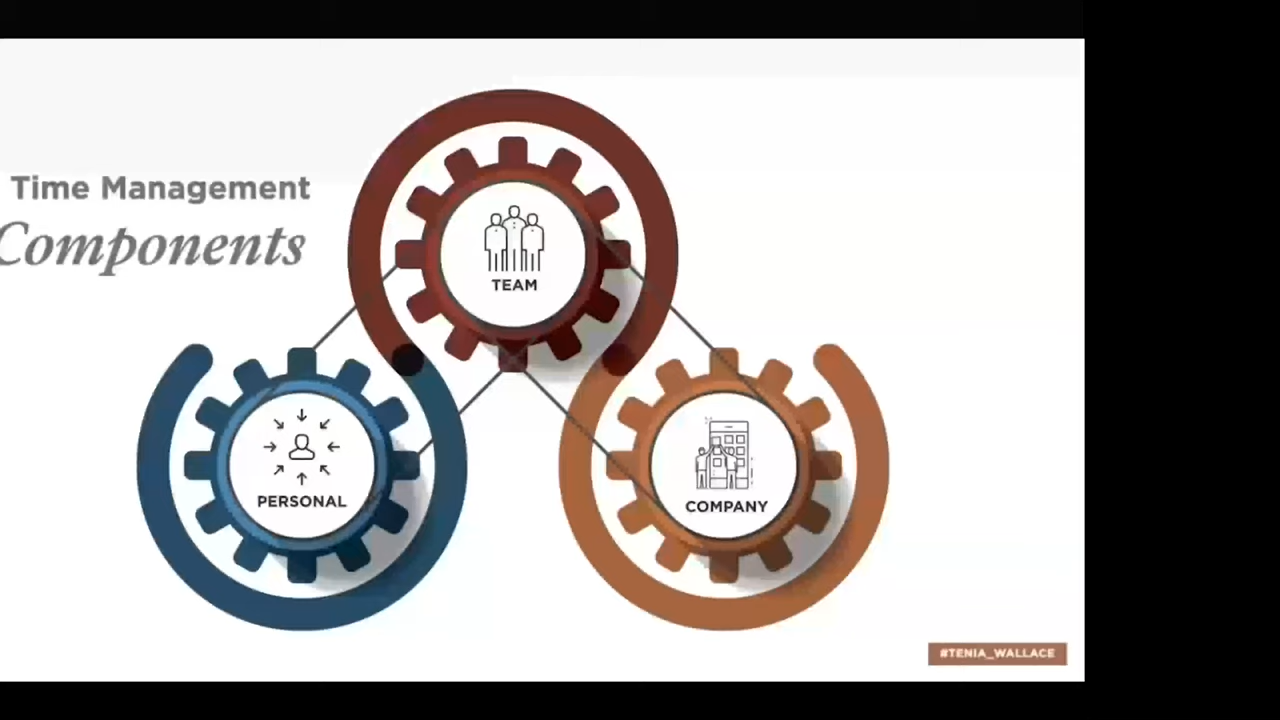 Time Management
Components
TEAM
PERSONAL
COMPANY
#TENIA_WALLACE